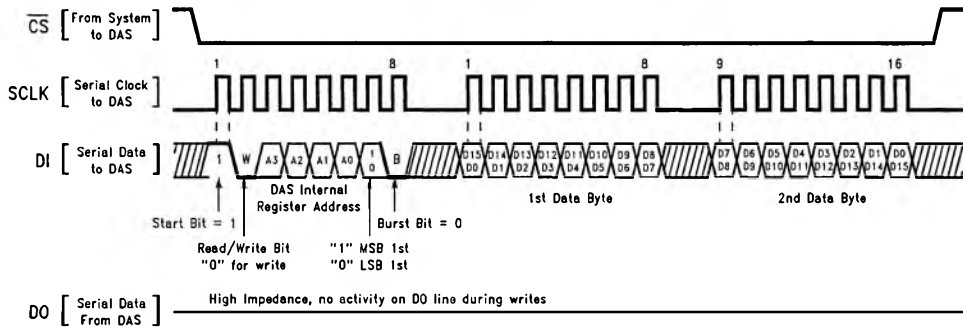 CS [ From System to DAS ]
1 8 1 8 9 16
SCLK [ Serial Clock to DAS ]
DI [ Serial Data to DAS ]
1 W A3 A2 A1 A0 1 B D15 D14 D13 D12 D11 D10 D9 D8 D7 D6 D5 D4 D3 D2 D1 D0
0 D0 D1 D2 D3 D4 D5 D6 D7 D8 D9 D10 D11 D12 D13 D14 D15
DAS Internal
Register Address
1st Data Byte 2nd Data Byte
Start Bit = 1 Burst Bit = 0
Read/Write Bit "1" MSB 1st
"0" for write "0" LSB 1st
DO [ Serial Data From DAS ]
High Impedance, no activity on DO line during writes